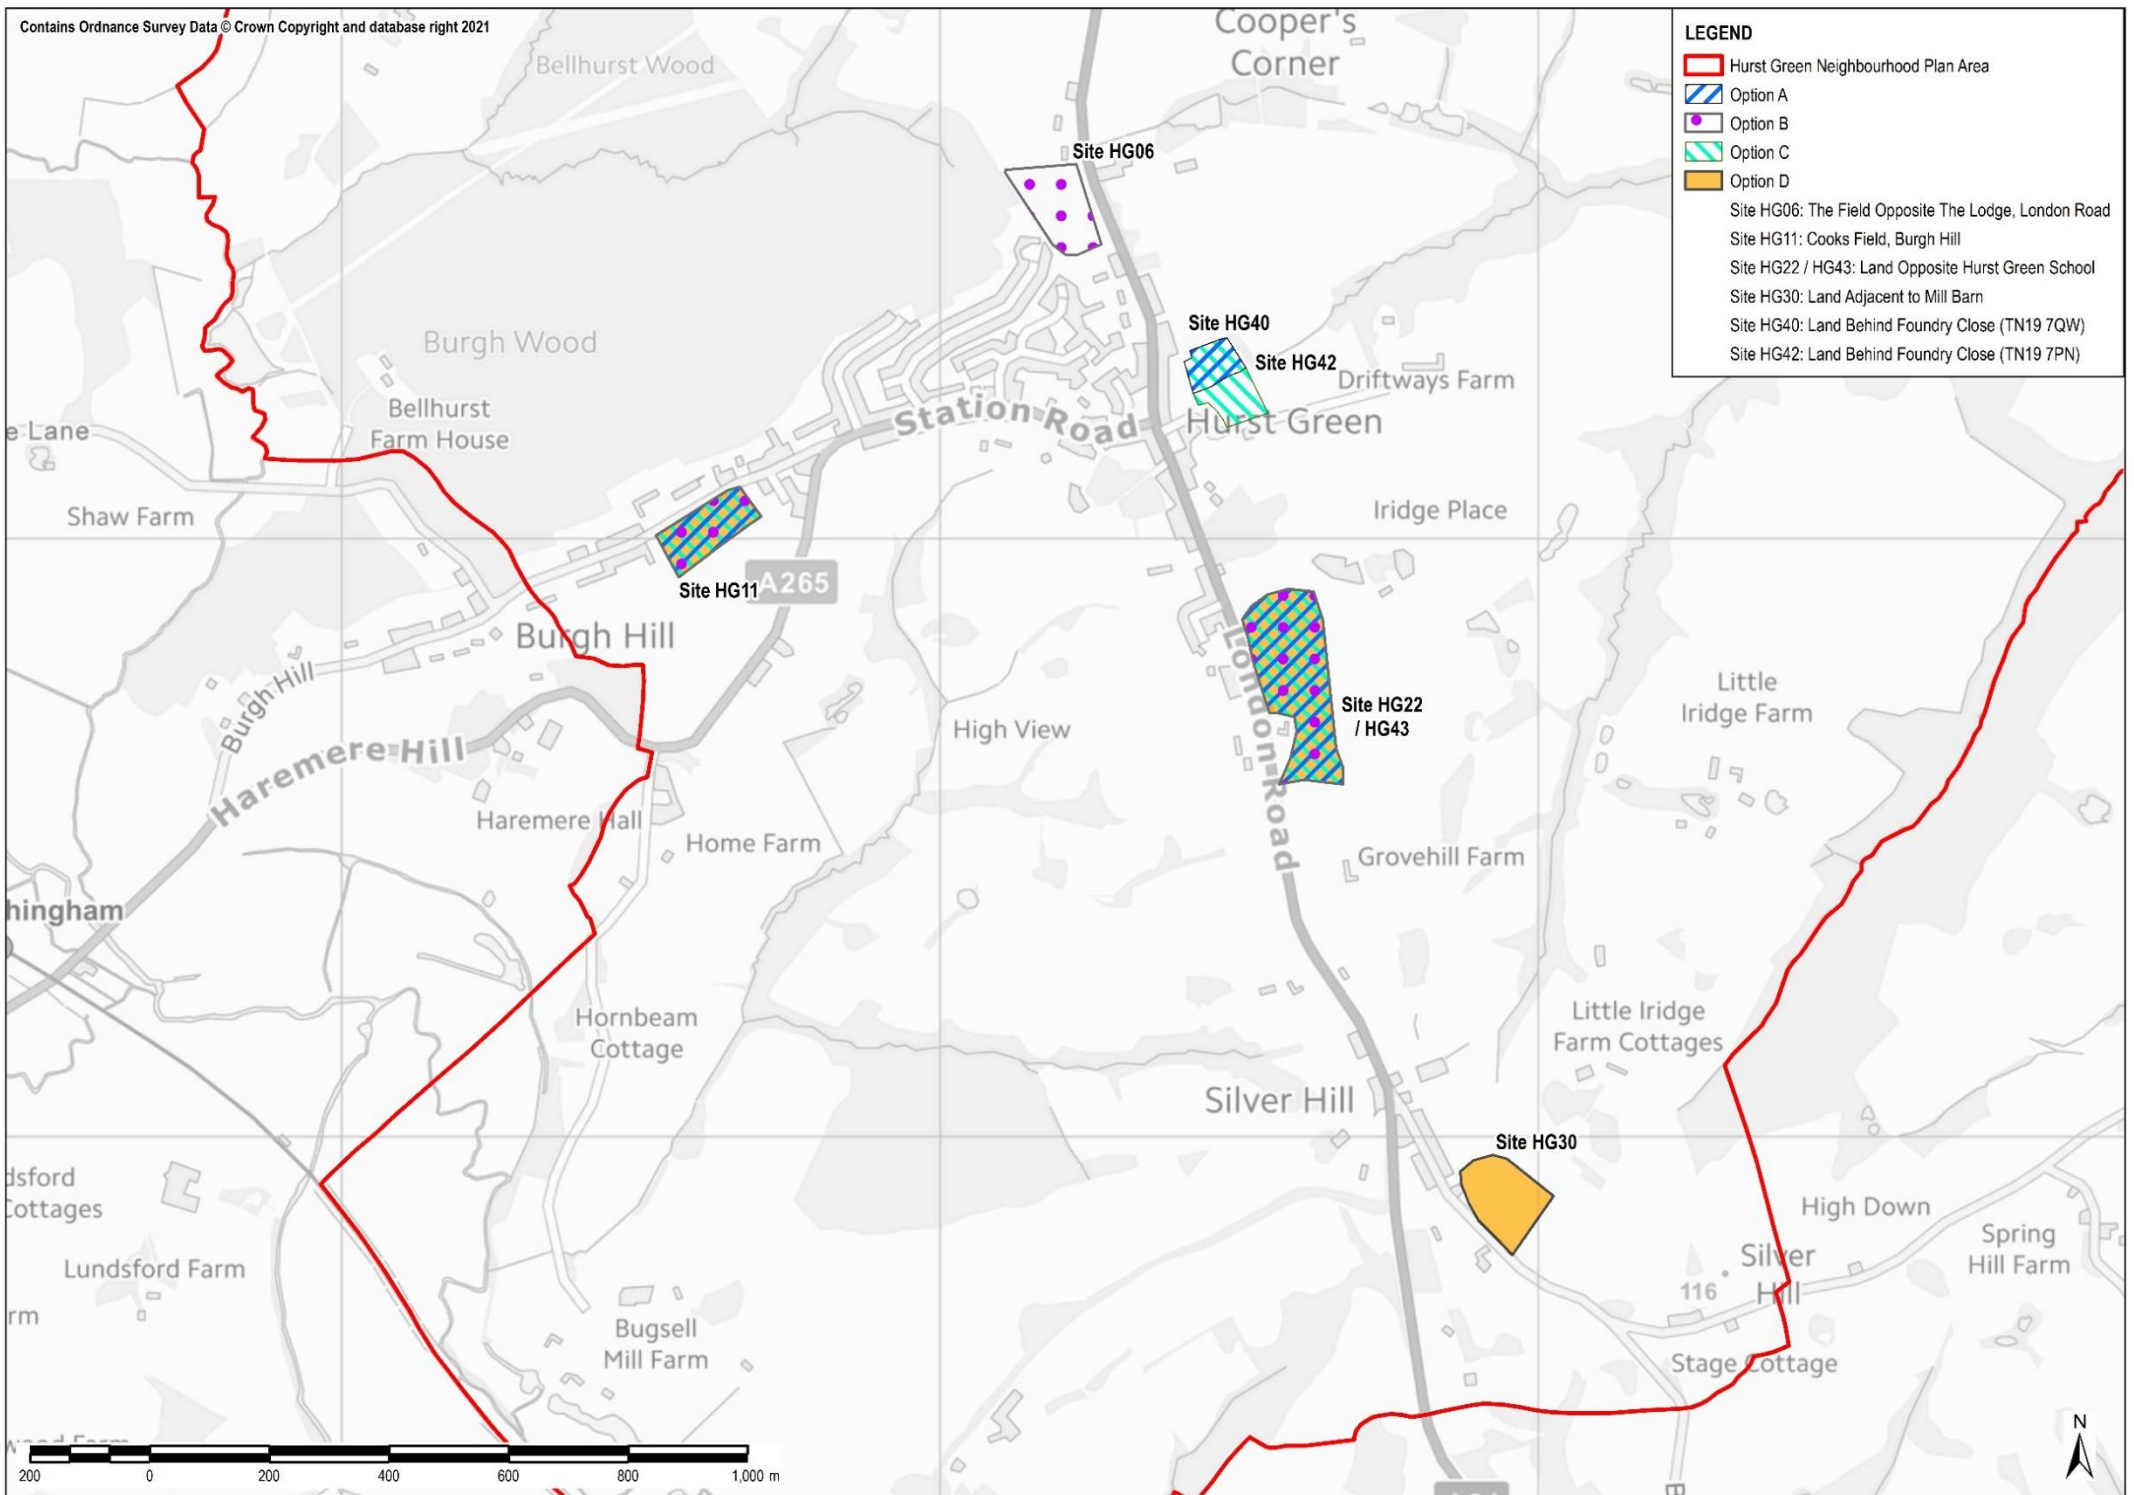 Contains Ordnance Survey Data © Crown Copyright and database right 2021
LEGEND
Hurst Green Neighbourhood Plan Area
Option A
Option B
Option C
Option D
Site HG06: The Field Opposite The Lodge, London Road
Site HG11: Cooks Field, Burgh Hill
Site HG22 / HG43: Land Opposite Hurst Green School
Site HG30: Land Adjacent to Mill Barn
Site HG40: Land Behind Foundry Close (TN19 7QW)
Site HG42: Land Behind Foundry Close (TN19 7PN)
Cooper's
Corner
Bellhurst Wood
Site HG06
Burgh Wood
Site HG40
Site HG42
Driftways Farm
Bellhurst
Farm House
Station Road
Hurst Green
e Lane
Shaw Farm
Iridge Place
Site HG11
A265
Burgh Hill
Burgh Hill
London Road
Site HG22
/ HG43
Little
Iridge Farm
High View
Haremere Hill
Haremere Hall
Home Farm
Grovehill Farm
hingham
Hornbeam
Cottage
Little Iridge
Farm Cottages
Silver Hill
Site HG30
dsford
Cottages
High Down
Lundsford Farm
Silver
Hill
116
Spring
Hill Farm
rm
Bugsell
Mill Farm
Stage Cottage
N
200
0
200
400
600
800
1,000 m